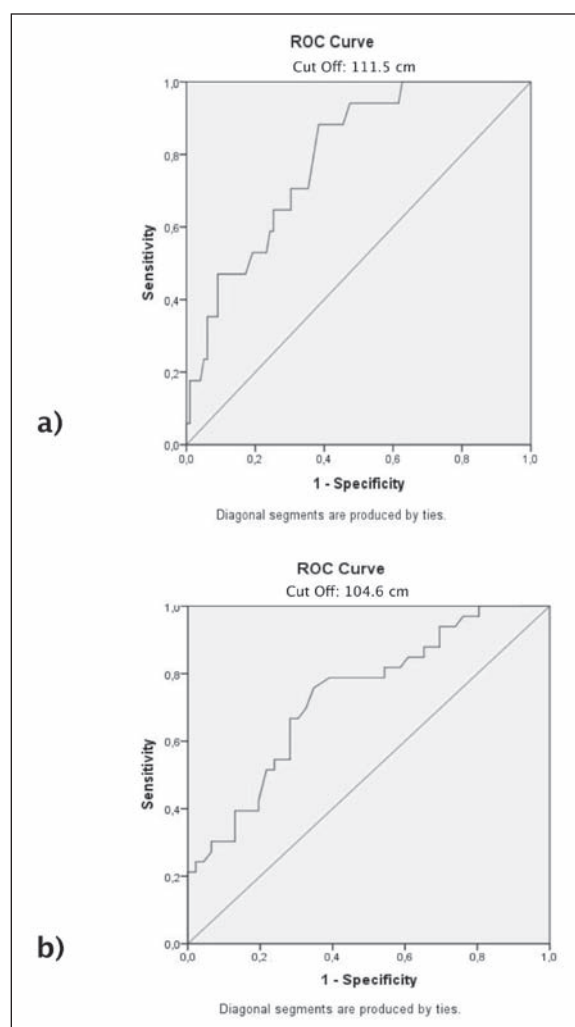 ROC Curve
Cut Off: 111.5 cm
1,0
0,8
0,6
0,4
0,2
0,0
Sensitivity
0,0 0,2 0,4 0,6 0,8 1,0
1 - Specificity
Diagonal segments are produced by ties.
a)
ROC Curve
Cut Off: 104.6 cm
1,0
0,8
0,6
0,4
0,2
0,0
Sensitivity
0,0 0,2 0,4 0,6 0,8 1,0
1 - Specificity
Diagonal segments are produced by ties.
b)